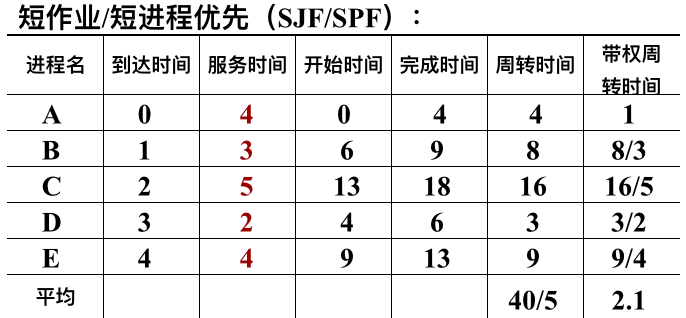 短作业/短进程优先（SJF/SPF）：
进程名 到达时间 服务时间 开始时间 完成时间 周转时间 带权周转时间
A 0 4 0 4 4 1
B 1 3 6 9 8 8/3
C 2 5 13 18 16 16/5
D 3 2 4 6 3 3/2
E 4 4 9 13 9 9/4
平均 40/5 2.1